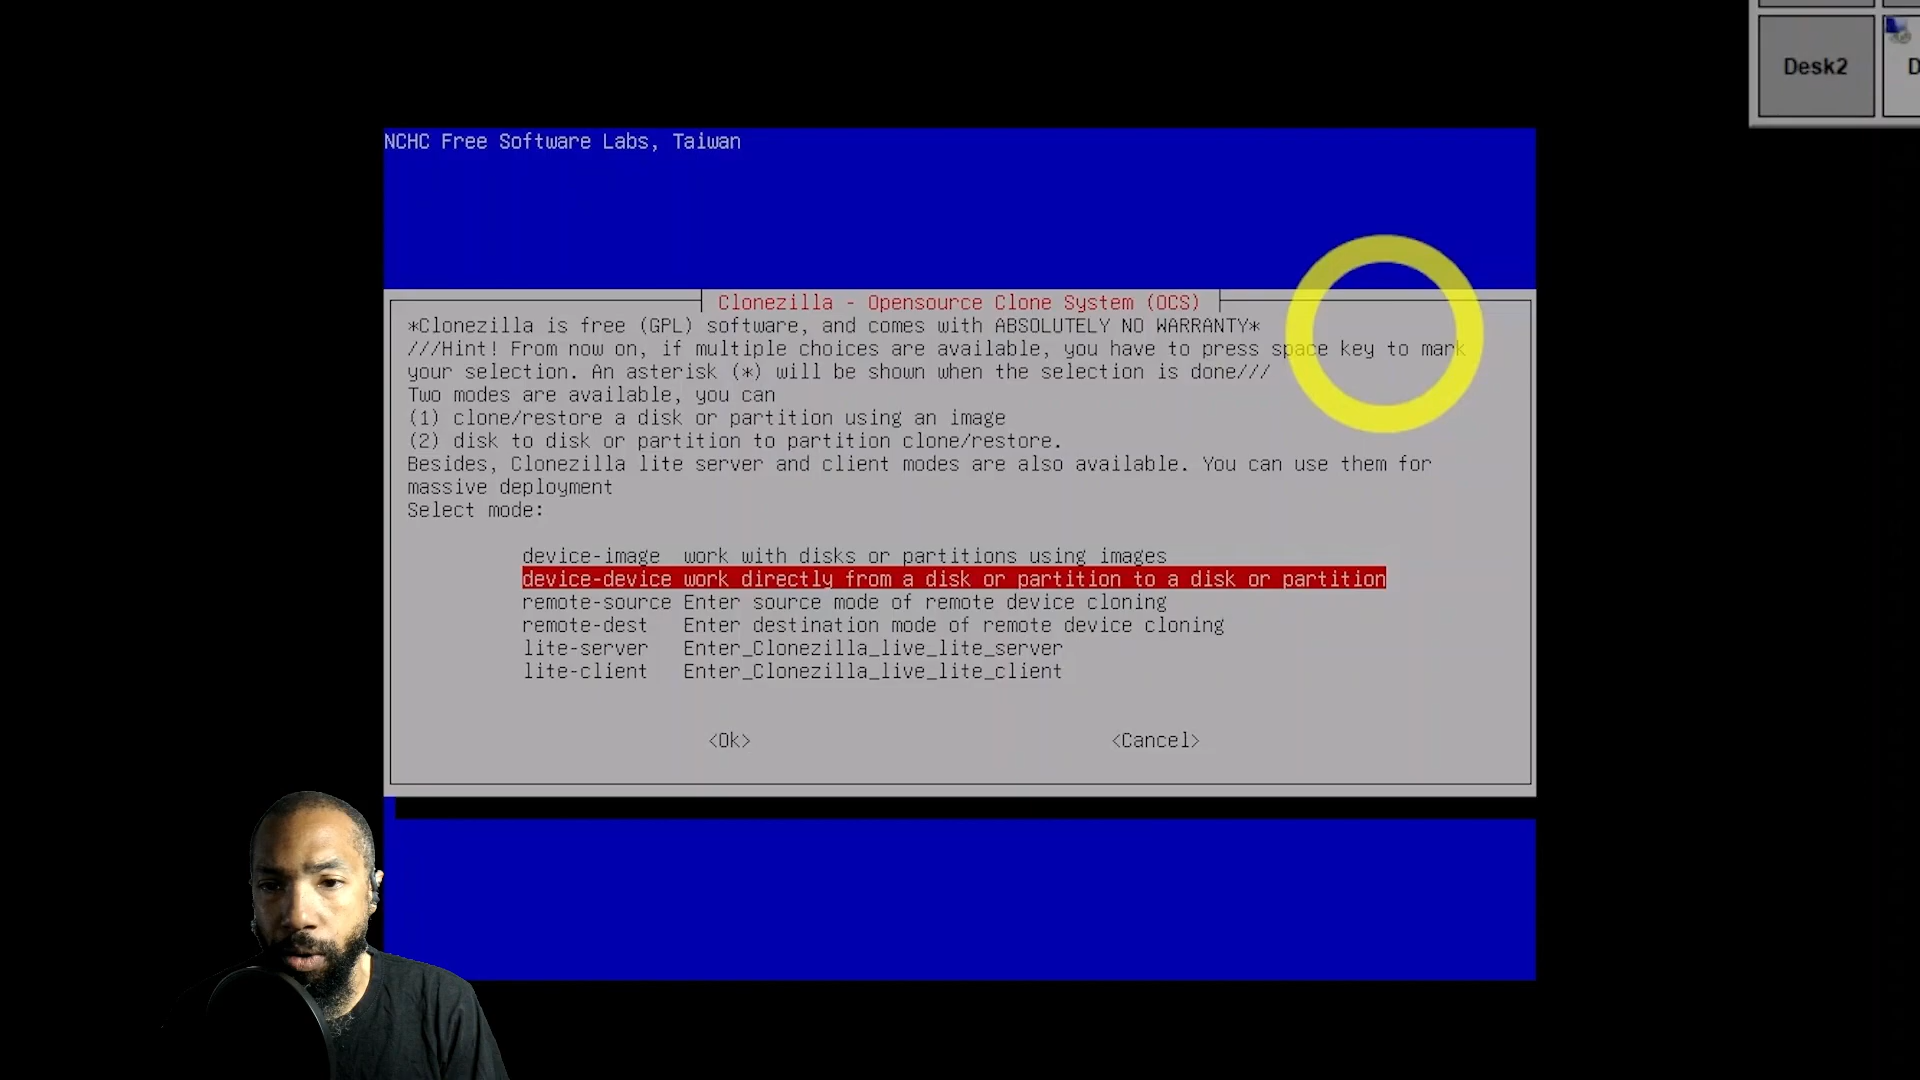 Desk2
D
NCHC Free Software Labs, Taiwan
Clonezilla - Opensource Clone System (OCS)
*Clonezilla is free (GPL) software, and comes with ABSOLUTELY NO WARRANTY*
///Hint! From now on, if multiple choices are available, you have to press space key to mark
your selection. An asterisk (*) will be shown when the selection is done///
Two modes are available, you can
(1) clone/restore a disk or partition using an image
(2) disk to disk or partition to partition clone/restore.
Besides, Clonezilla lite server and client modes are also available. You can use them for
massive deployment
Select mode:
device-image work with disks or partitions using images
device-device work directly from a disk or partition to a disk or partition
remote-source Enter source mode of remote device cloning
remote-dest Enter destination mode of remote device cloning
lite-server Enter_Clonezilla_live_lite_server
lite-client Enter_Clonezilla_live_lite_client
<Ok> <Cancel>